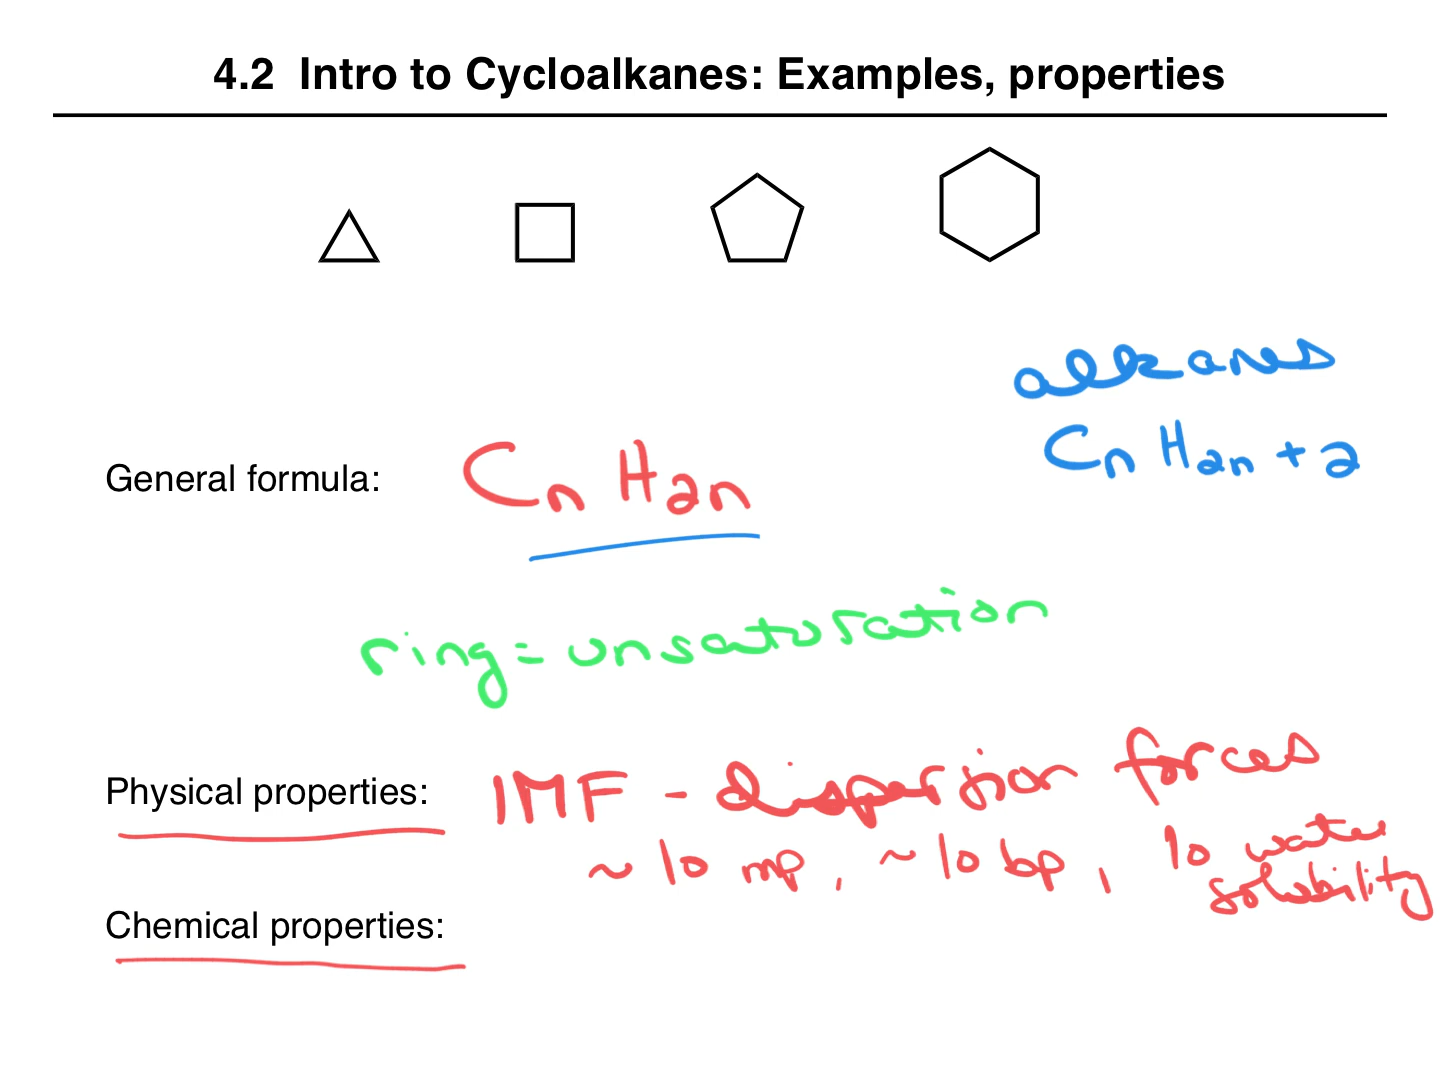 4.2 Intro to Cycloalkanes: Examples, properties
alkanes
General formula: CnH2n
CnH2n+2
ring = unsaturation
Physical properties: IMF - dispersion forces
~ lo mp, ~ lo bp, lo water
solubility
Chemical properties: